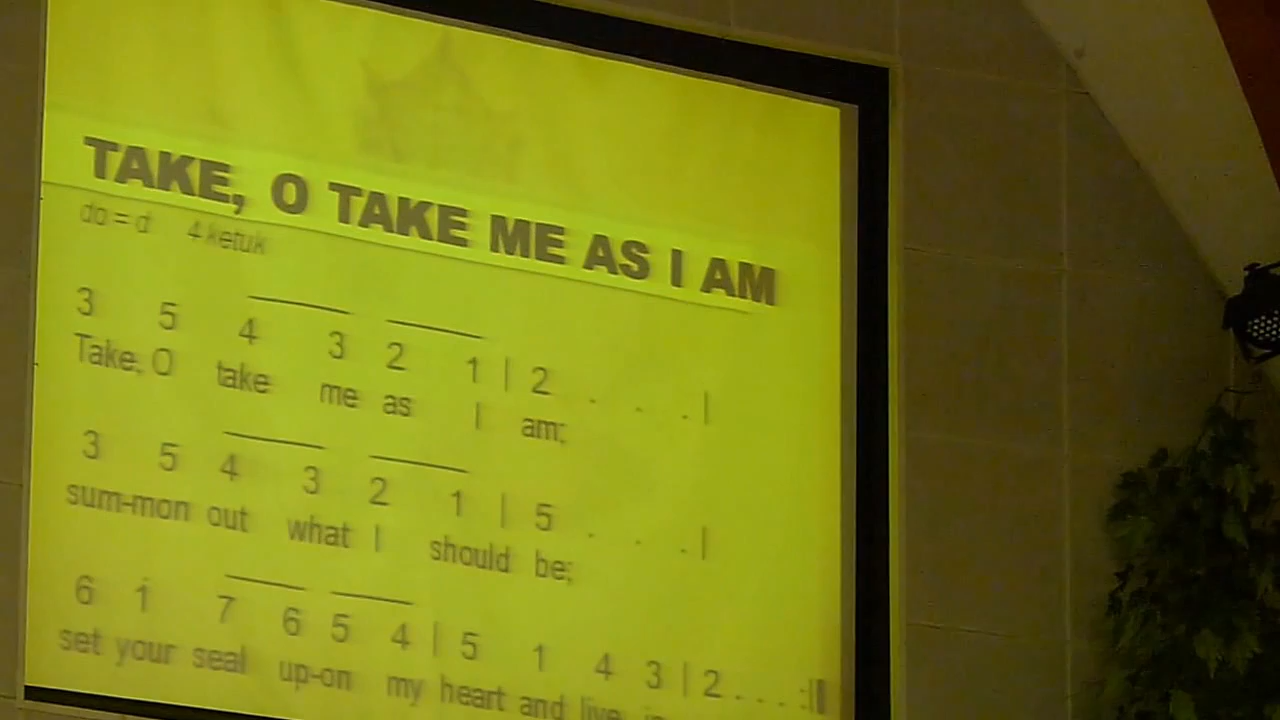 TAKE, O TAKE ME AS I AM
do = d 4 ketuk
3 5 4 3 2 1 | 2 . . . |
Take, O take me as I am;
3 5 4 3 2 1 | 5 . . . |
sum-mon out what I should be;
6 1 7 6 5 4 | 5 1 4 3 | 2 . . . :||
set your seal up-on my heart and live